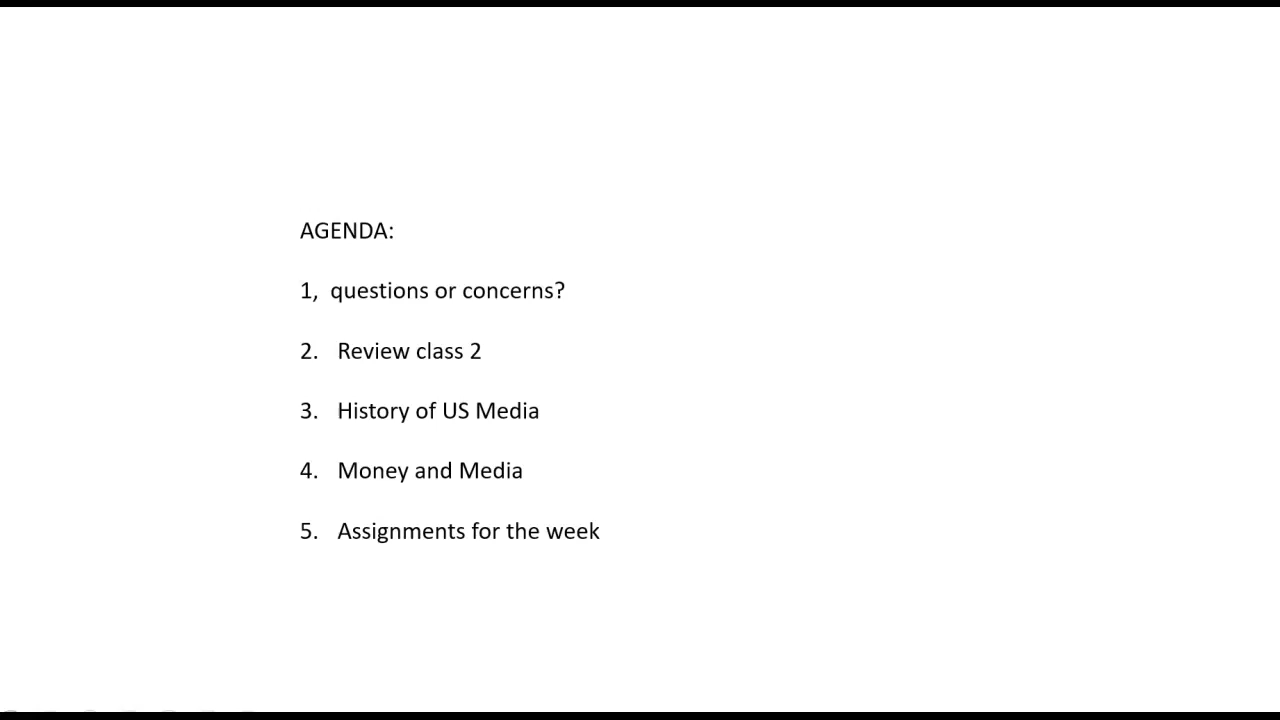 AGENDA:
1,  questions or concerns?
2.   Review class 2
3.   History of US Media
4.   Money and Media
5.   Assignments for the week